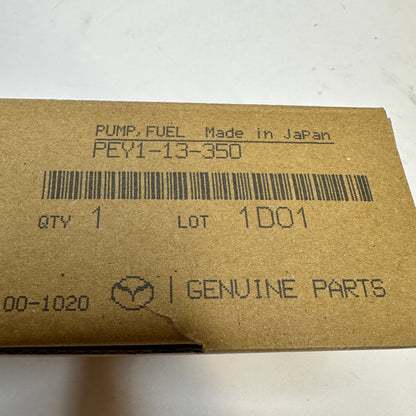 PUMP, FUEL Made in JaPan
PEY1-13-350
QTY 1 LOT 1D01
00-1020 | GENUINE PARTS